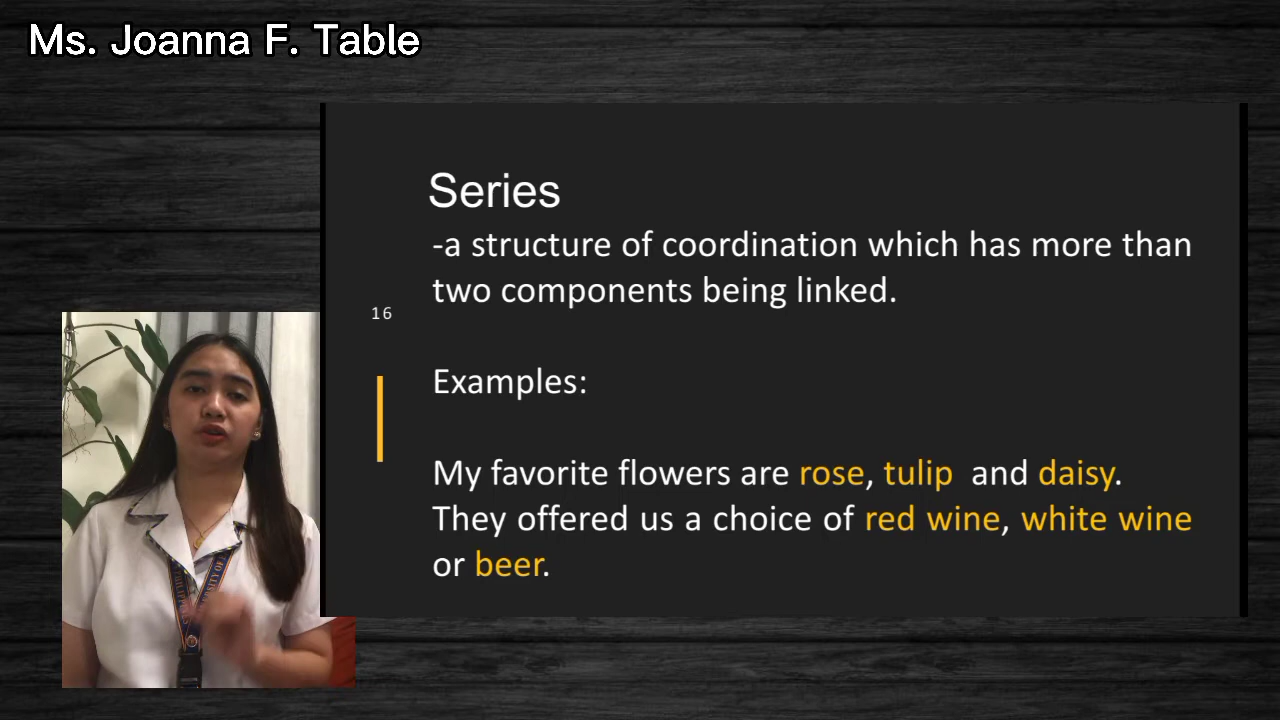 Ms. Joanna F. Table
Series
-a structure of coordination which has more than
two components being linked.
16
Examples:
My favorite flowers are rose, tulip and daisy.
They offered us a choice of red wine, white wine
or beer.